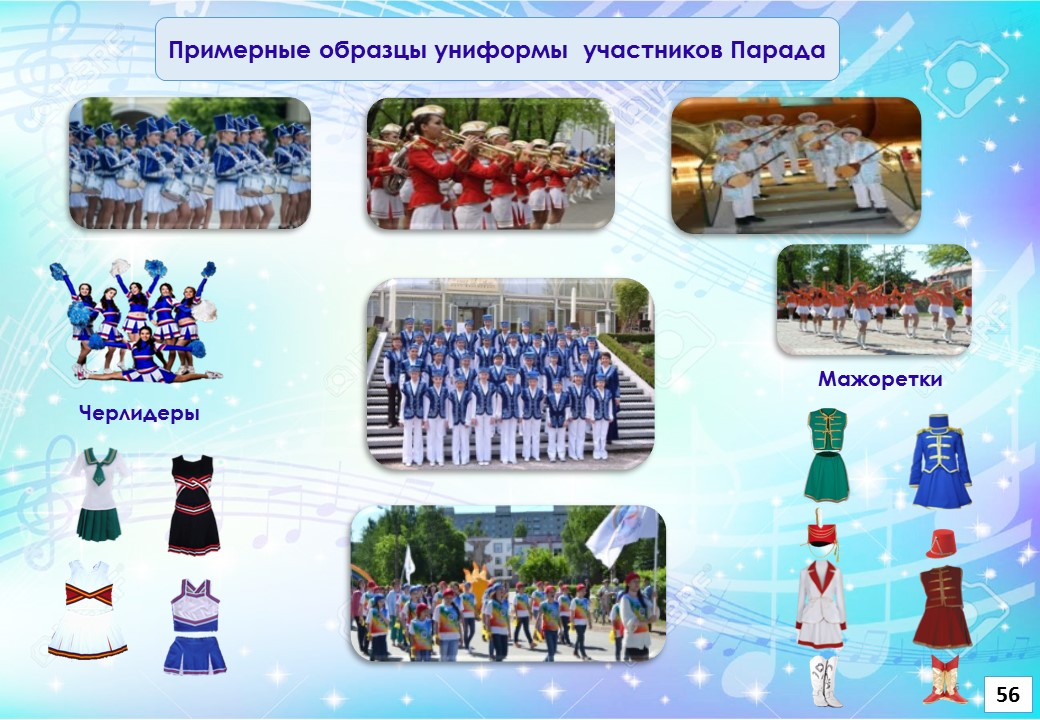 Примерные образцы униформы участников Парада
Черлидеры
Мажоретки
56